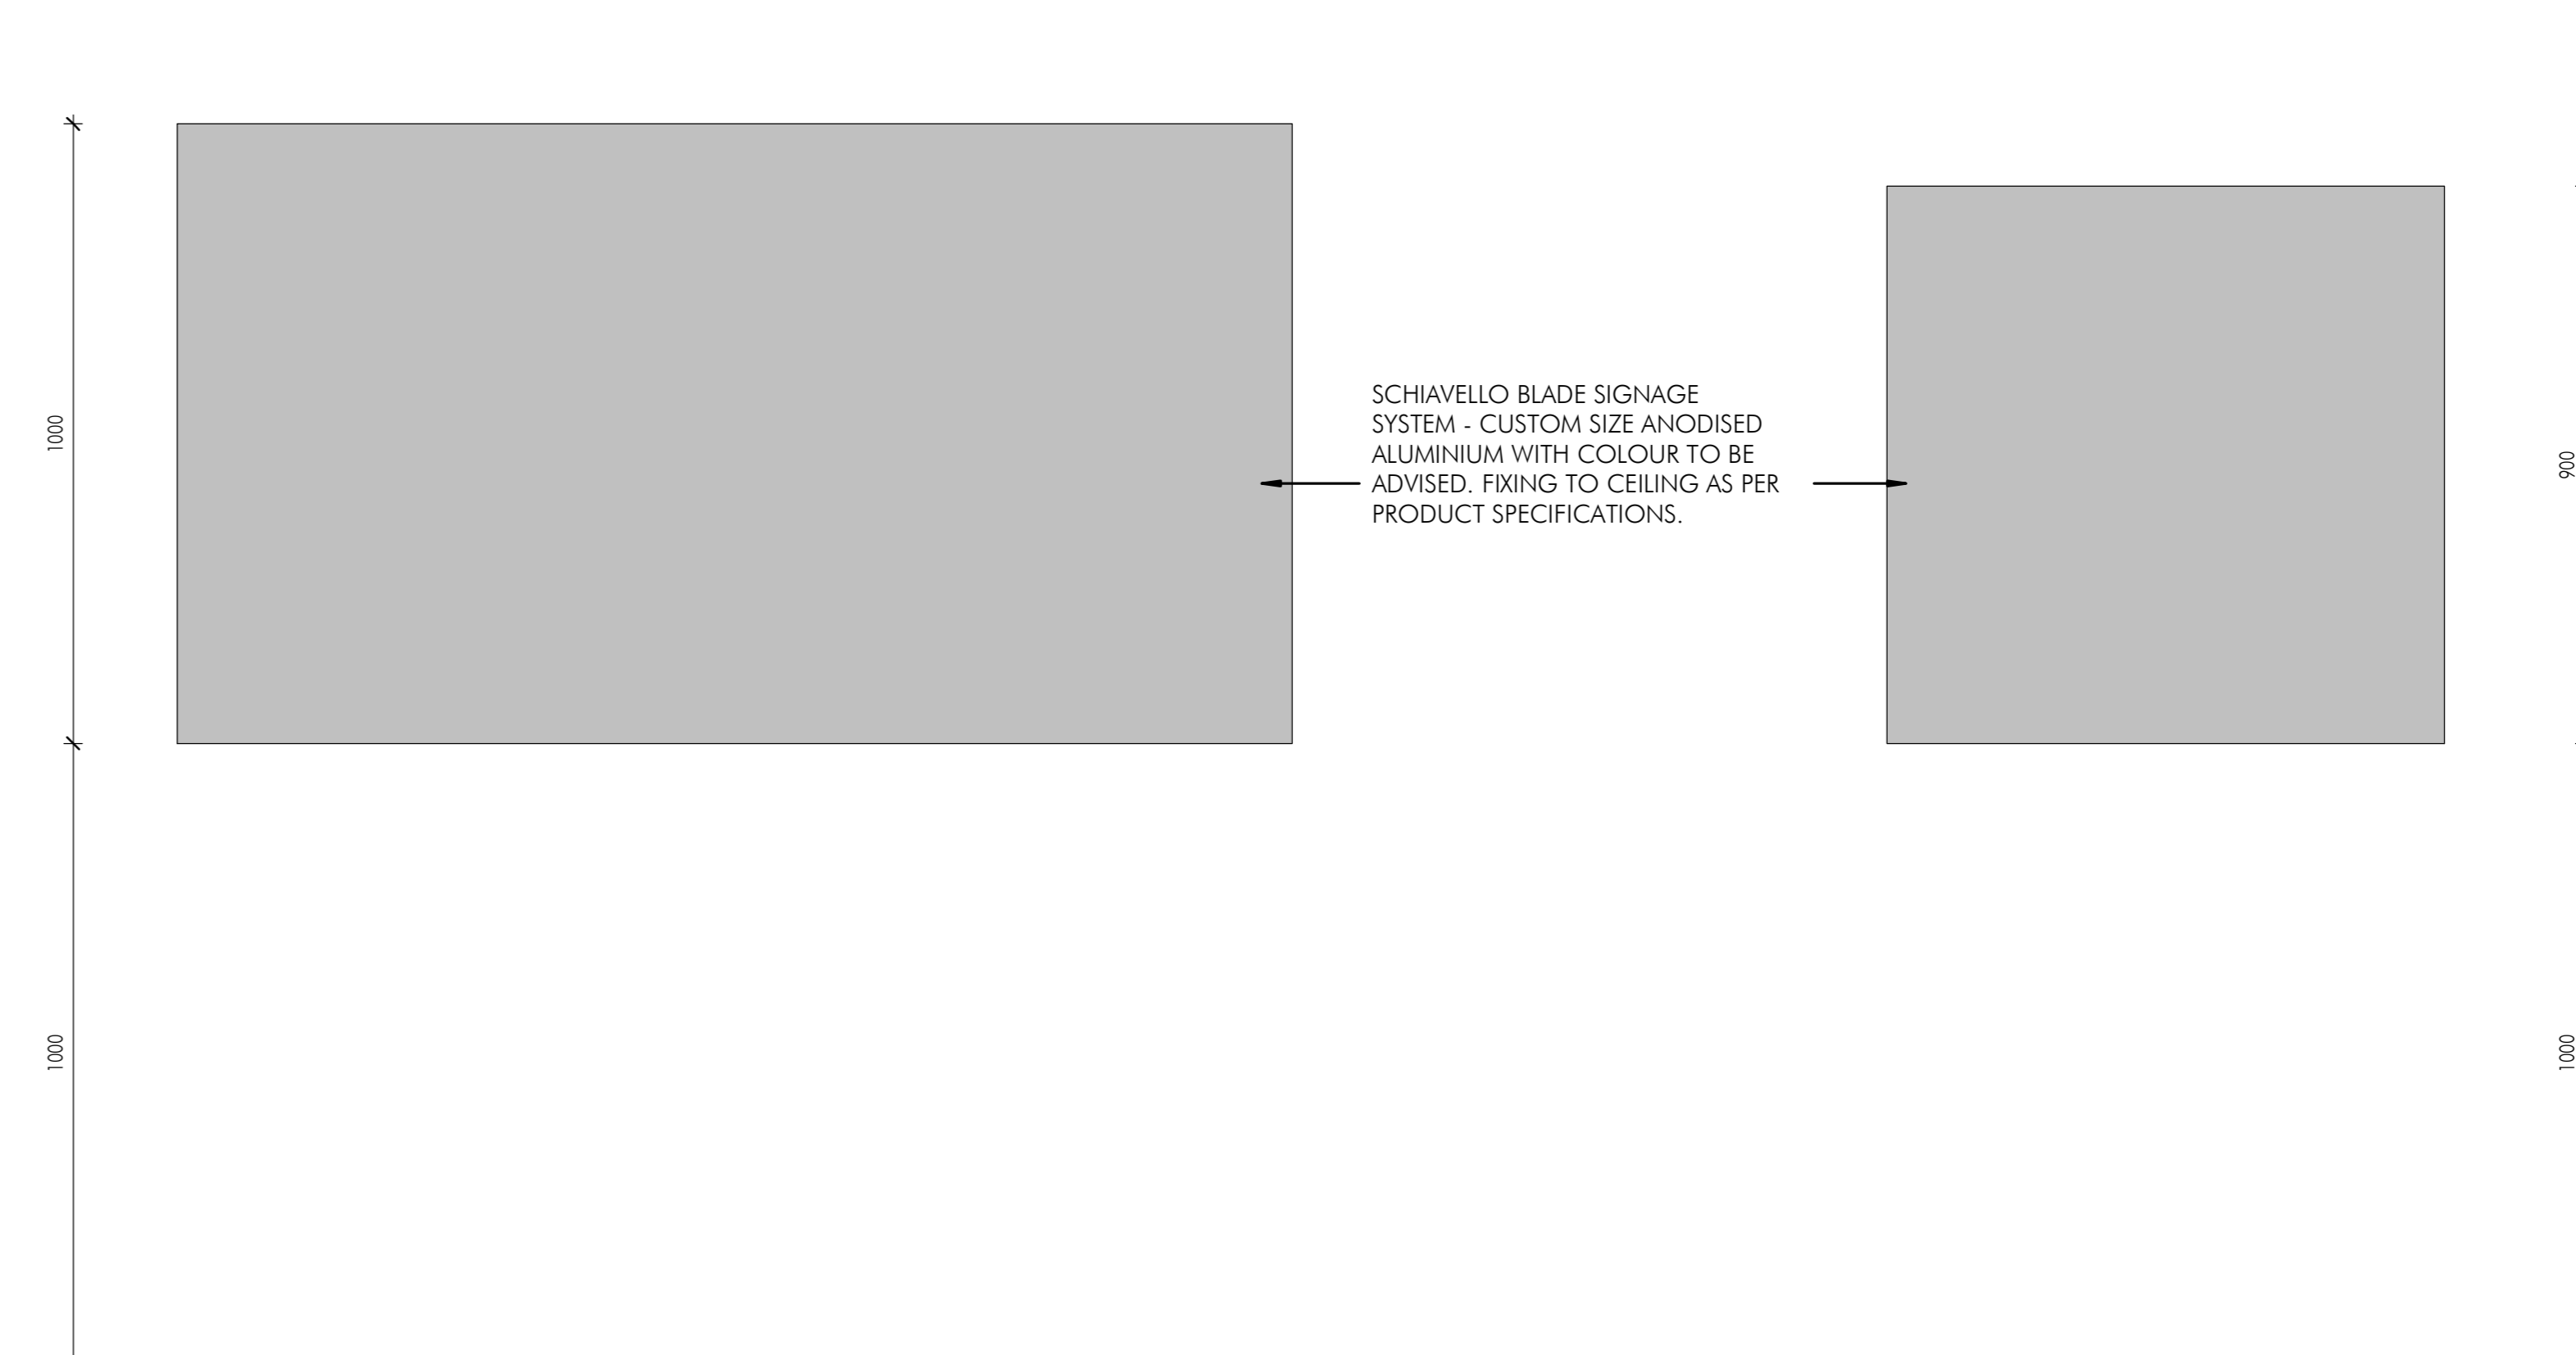 1000
SCHIAVELLO BLADE SIGNAGE
SYSTEM - CUSTOM SIZE ANODISED
ALUMINIUM WITH COLOUR TO BE
ADVISED. FIXING TO CEILING AS PER
PRODUCT SPECIFICATIONS.
900
1000
1000